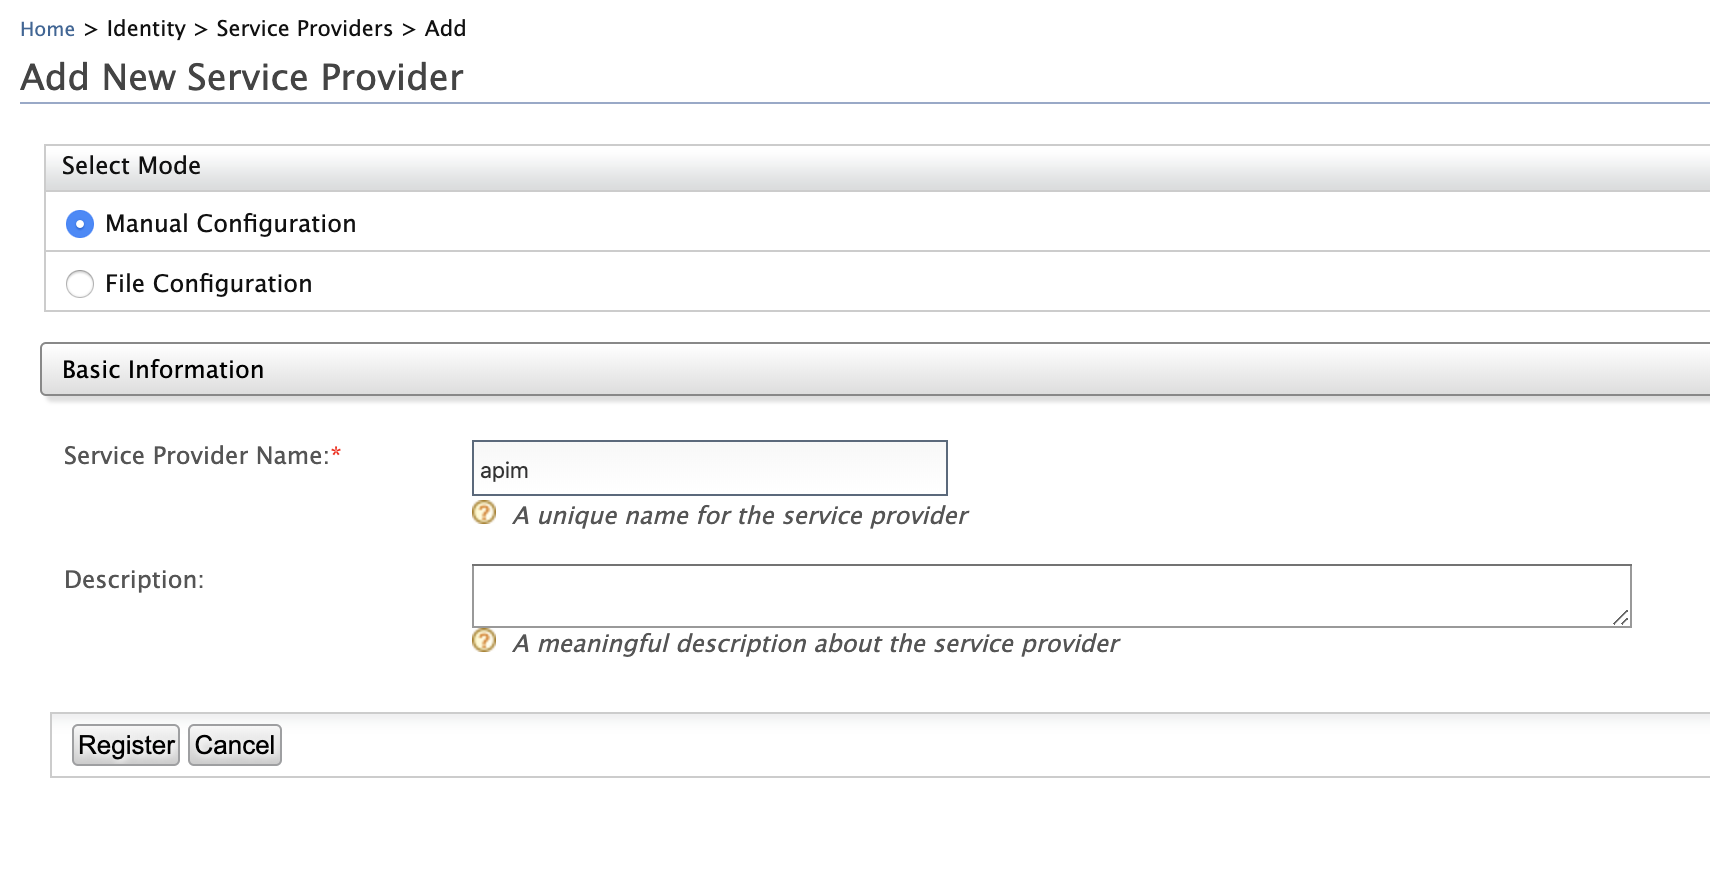 Home > Identity > Service Providers > Add
Add New Service Provider
Select Mode
Manual Configuration
File Configuration
Basic Information
Service Provider Name:*
apim
? A unique name for the service provider
Description:
? A meaningful description about the service provider
Register Cancel